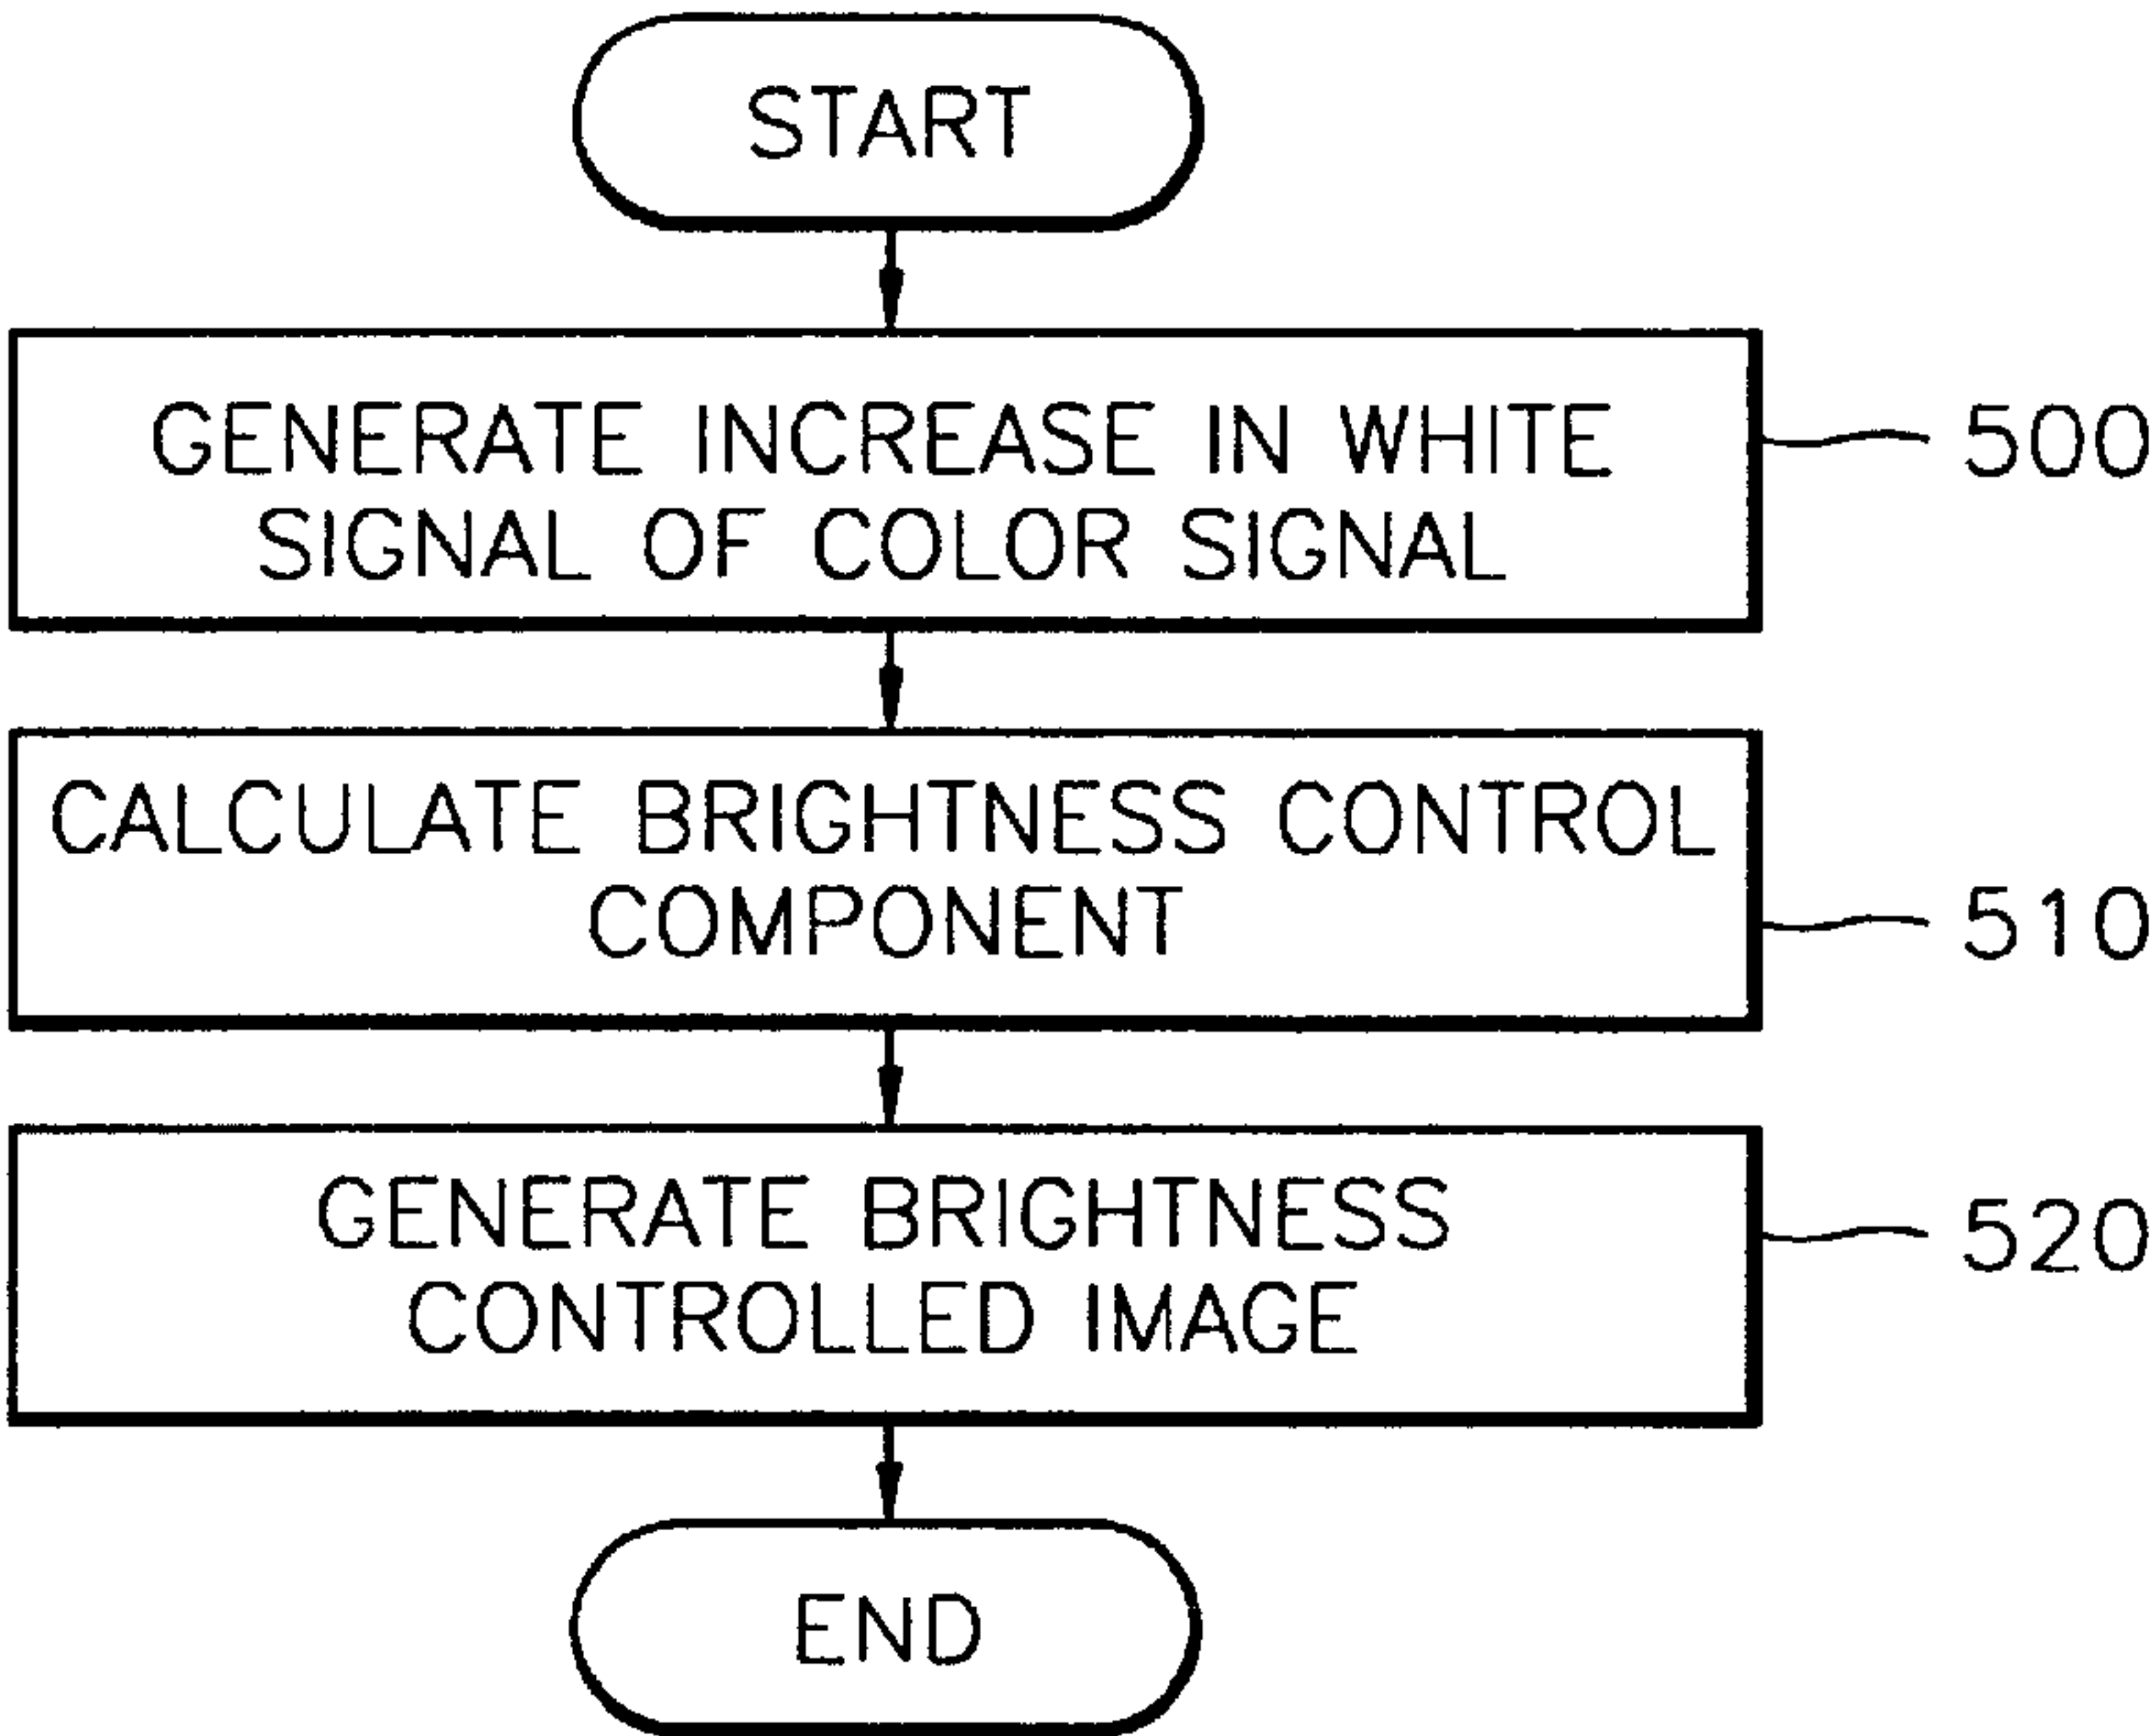 START
GENERATE INCREASE IN WHITE
SIGNAL OF COLOR SIGNAL
500
CALCULATE BRIGHTNESS CONTROL
COMPONENT
510
GENERATE BRIGHTNESS
CONTROLLED IMAGE
520
END